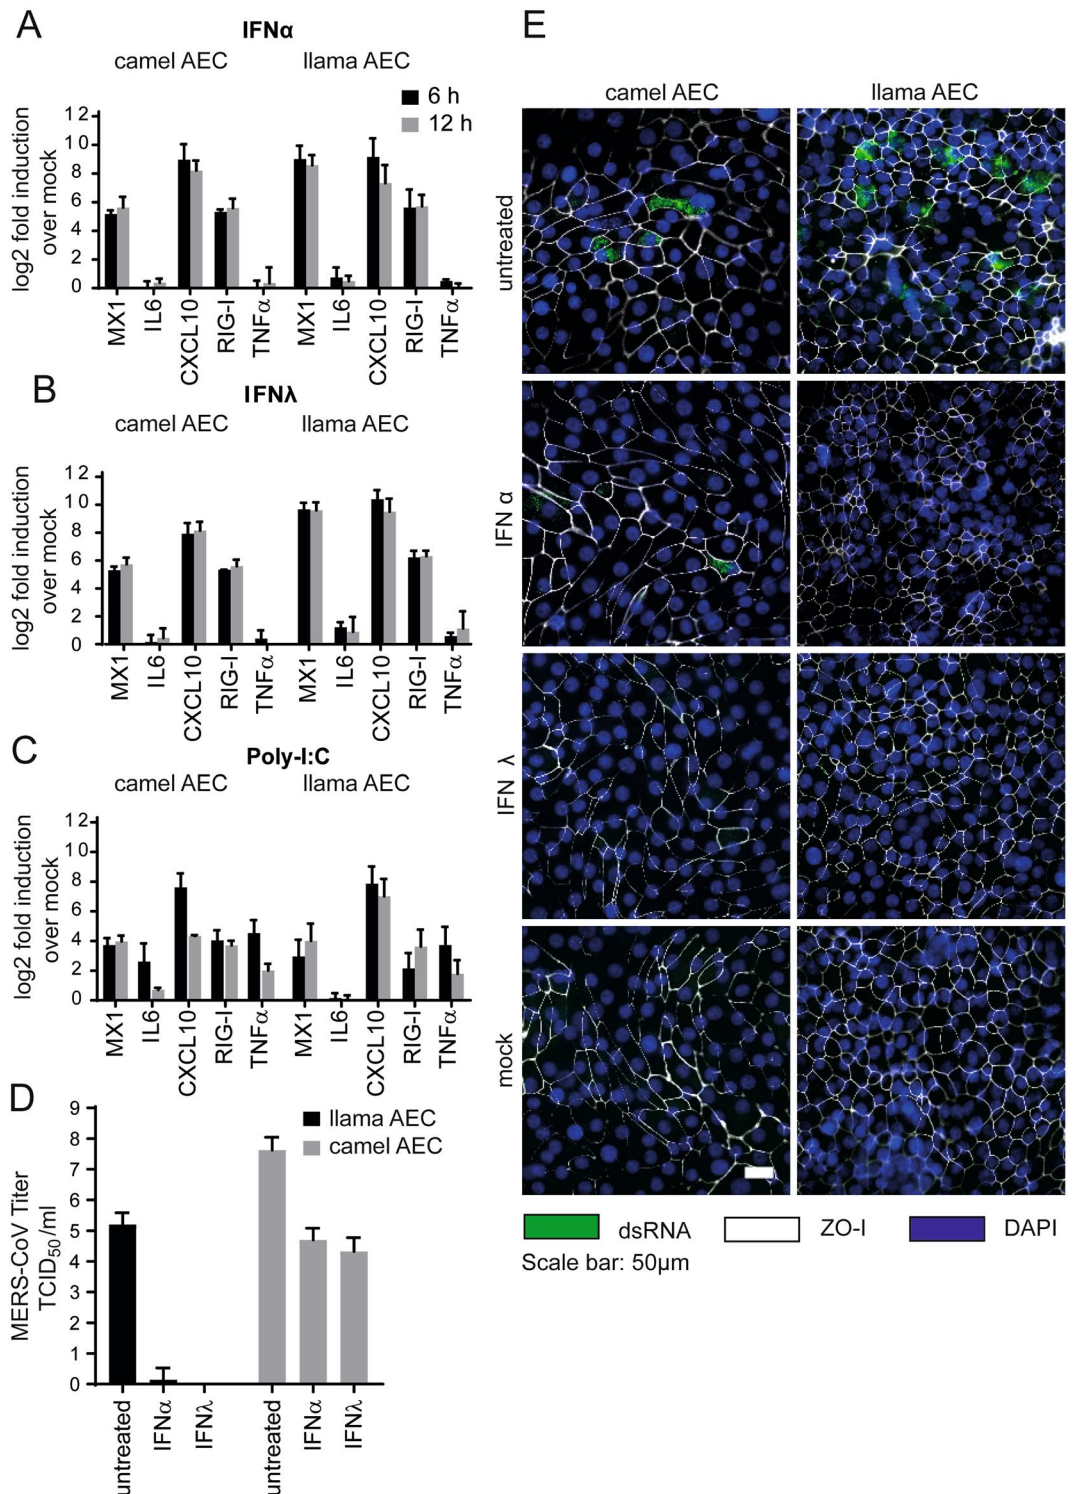 A
IFNα
camel AEC
llama AEC
6 h
12 h
log2 fold induction
over mock
12
10
8
6
4
2
0
MX1
IL6
CXCL10
RIG-I
TNFα
MX1
IL6
CXCL10
RIG-I
TNFα
B
IFNλ
camel AEC
llama AEC
log2 fold induction
over mock
12
10
8
6
4
2
0
MX1
IL6
CXCL10
RIG-I
TNFα
MX1
IL6
CXCL10
RIG-I
TNFα
C
Poly-I:C
camel AEC
llama AEC
log2 fold induction
over mock
12
10
8
6
4
2
0
MX1
IL6
CXCL10
RIG-I
TNFα
MX1
IL6
CXCL10
RIG-I
TNFα
D
llama AEC
camel AEC
MERS-CoV Titer
TCID50/ml
9
8
7
6
5
4
3
2
1
0
untreated
IFNα
IFNλ
untreated
IFNα
IFNλ
E
camel AEC
llama AEC
untreated
IFN α
IFN λ
mock
dsRNA
ZO-I
DAPI
Scale bar: 50µm